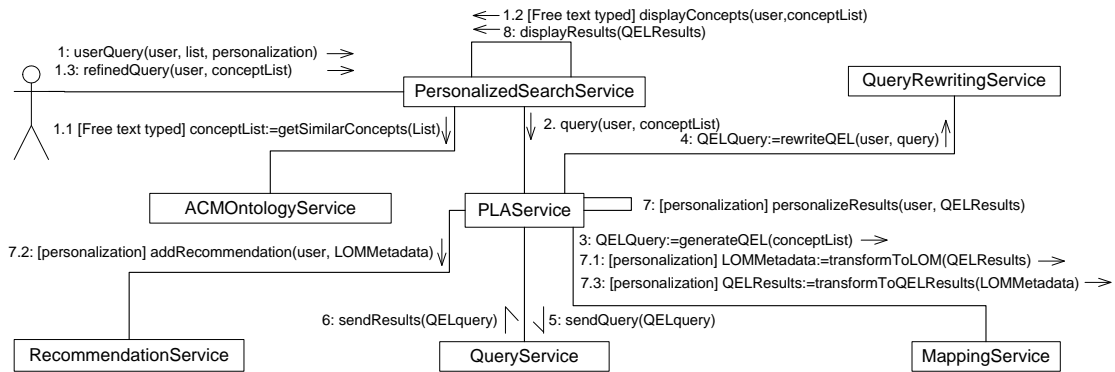 1.2 [Free text typed] displayConcepts(user,conceptList)
8: displayResults(QELResults)
1: userQuery(user, list, personalization)
1.3: refinedQuery(user, conceptList)
PersonalizedSearchService
QueryRewritingService
1.1 [Free text typed] conceptList:=getSimilarConcepts(List)
2. query(user, conceptList)
4: QELQuery:=rewriteQEL(user, query)
ACMOntologyService
PLAService
7: [personalization] personalizeResults(user, QELResults)
3: QELQuery:=generateQEL(conceptList)
7.2: [personalization] addRecommendation(user, LOMMetadata)
7.1: [personalization] LOMMetadata:=transformToLOM(QELResults)
7.3: [personalization] QELResults:=transformToQELResults(LOMMetadata)
6: sendResults(QELquery)
5: sendQuery(QELquery)
RecommendationService
QueryService
MappingService